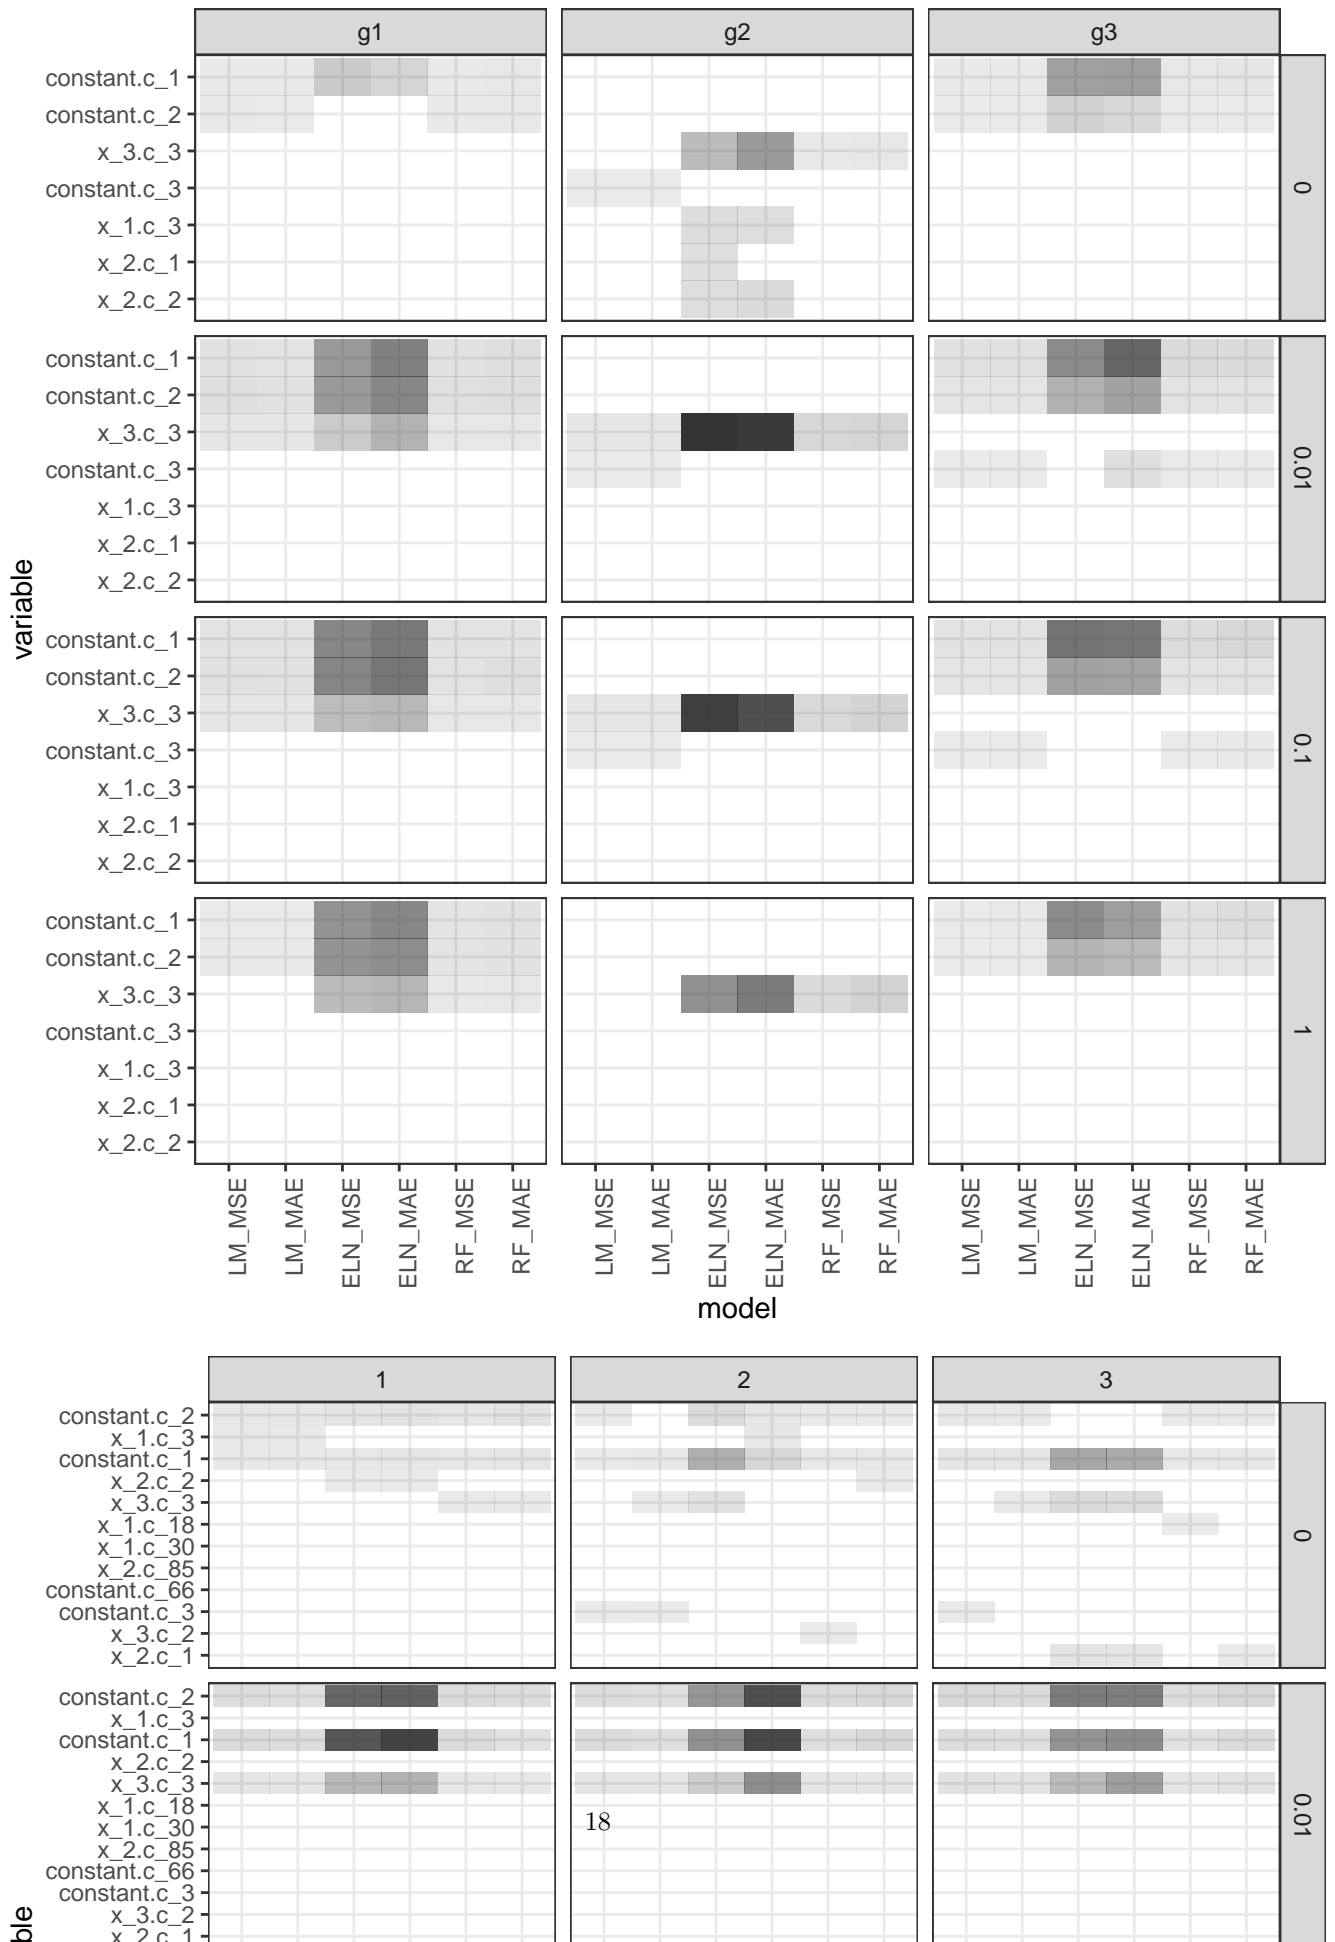 g1 g2 g3
constant.c_1
constant.c_2
x_3.c_3
constant.c_3
x_1.c_3
x_2.c_1
x_2.c_2
0
constant.c_1
constant.c_2
x_3.c_3
constant.c_3
x_1.c_3
x_2.c_1
x_2.c_2
0.01
variable
constant.c_1
constant.c_2
x_3.c_3
constant.c_3
x_1.c_3
x_2.c_1
x_2.c_2
0.1
constant.c_1
constant.c_2
x_3.c_3
constant.c_3
x_1.c_3
x_2.c_1
x_2.c_2
1
LM_MSE LM_MAE ELN_MSE ELN_MAE RF_MSE RF_MAE LM_MSE LM_MAE ELN_MSE ELN_MAE RF_MSE RF_MAE LM_MSE LM_MAE ELN_MSE ELN_MAE RF_MSE RF_MAE
model
1 2 3
constant.c_2
x_1.c_3
constant.c_1
x_2.c_2
x_3.c_3
x_1.c_18
x_1.c_30
x_2.c_85
constant.c_66
constant.c_3
x_3.c_2
x_2.c_1
0
constant.c_2
x_1.c_3
constant.c_1
x_2.c_2
x_3.c_3
x_1.c_18
x_1.c_30
x_2.c_85
constant.c_66
constant.c_3
x_3.c_2
x_2.c_1
0.01
18
ble